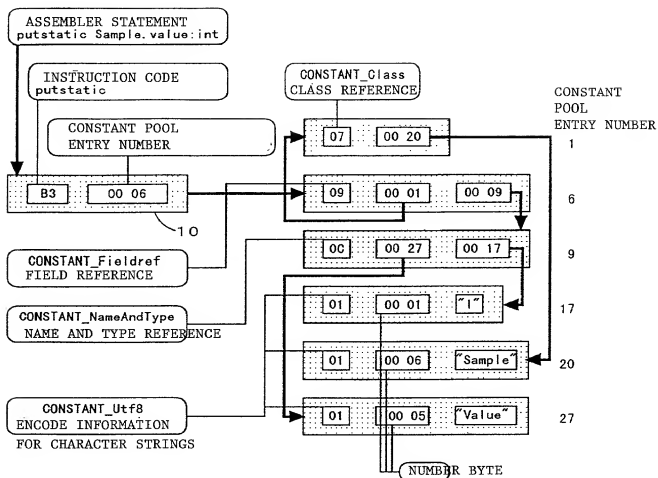 ASSEMBLER STATEMENT
putstatic Sample.value:int
INSTRUCTION CODE
putstatic
CONSTANT_Class
CLASS REFERENCE
CONSTANT
POOL
ENTRY NUMBER
CONSTANT POOL
ENTRY NUMBER
07 00 20
1
B3 00 06
09 00 01 00 09
6
10
CONSTANT_Fieldref
FIELD REFERENCE
0C 00 27 00 17
9
CONSTANT_NameAndType
NAME AND TYPE REFERENCE
01 00 01 "I"
17
01 00 06 "Sample"
20
CONSTANT_Utf8
ENCODE INFORMATION
FOR CHARACTER STRINGS
01 00 05 "Value"
27
NUMBER BYTE